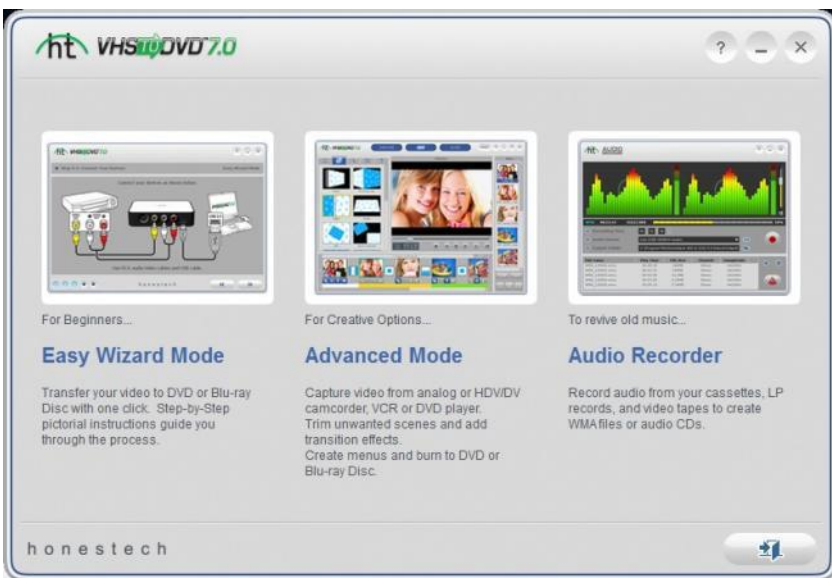 ht VHSTODVD 7.0
?
For Beginners...
Easy Wizard Mode
Transfer your video to DVD or Blu-ray
Disc with one click. Step-by-Step
pictorial instructions guide you
through the process.
For Creative Options...
Advanced Mode
Capture video from analog or HDV/DV
camcorder, VCR or DVD player.
Trim unwanted scenes and add
transition effects.
Create menus and burn to DVD or
Blu-ray Disc.
ht AUDIO
To revive old music...
Audio Recorder
Record audio from your cassettes, LP
records, and video tapes to create
WMA files or audio CDs.
honestech